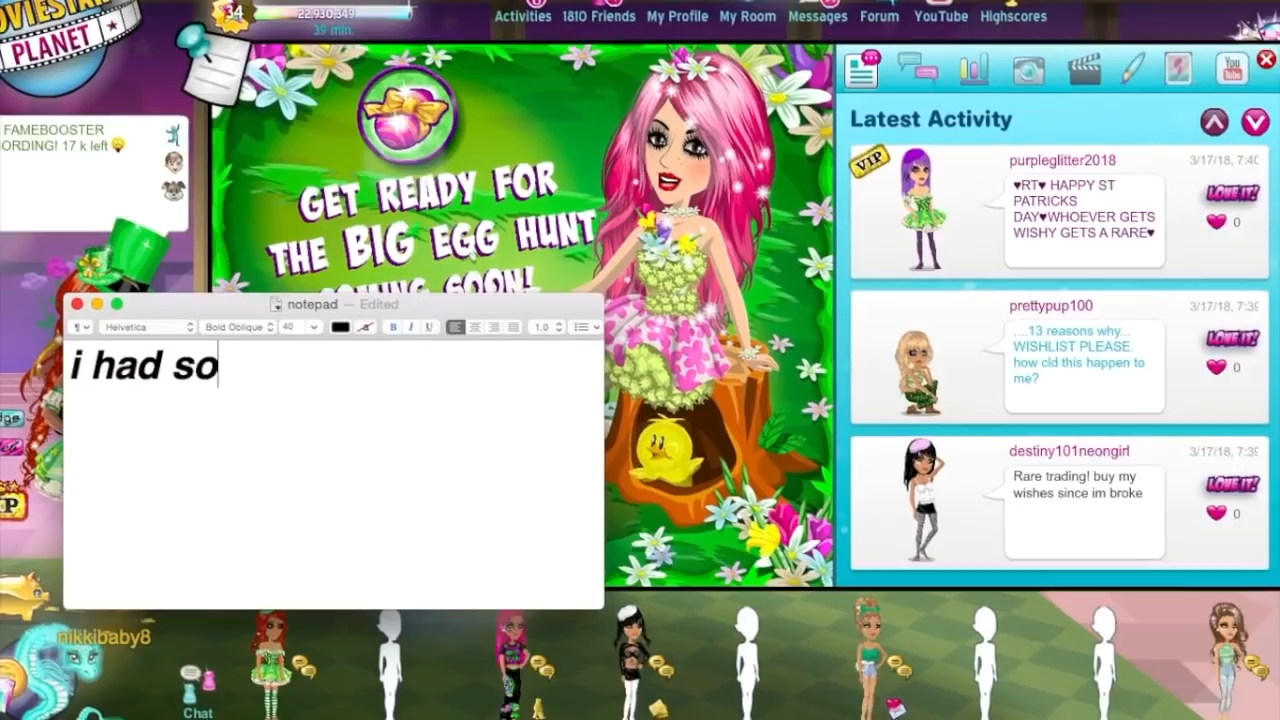 MOVIESTAR
PLANET
34
22,930,349
39 min.
Activities
1810 Friends
My Profile
My Room
Messages
Forum
YouTube
Highscores
FAMEBOOSTER
ORDING! 17 k left
GET READY FOR
THE BIG EGG HUNT
COMING SOON!
notepad — Edited
Helvetica
Bold Oblique
40
B I U
1.0
i had so
You
Tube
Latest Activity
VIP
purpleglitter2018
3/17/18, 7:40
♥RT♥ HAPPY ST
PATRICKS
DAY♥WHOEVER GETS
WISHY GETS A RARE♥
LOVE IT!
0
prettypup100
3/17/18, 7:39
....13 reasons why...
WISHLIST PLEASE.
how cld this happen to
me?
LOVE IT!
0
destiny101neongirl
3/17/18, 7:39
Rare trading! buy my
wishes since im broke
LOVE IT!
0
nikkibaby8
Chat